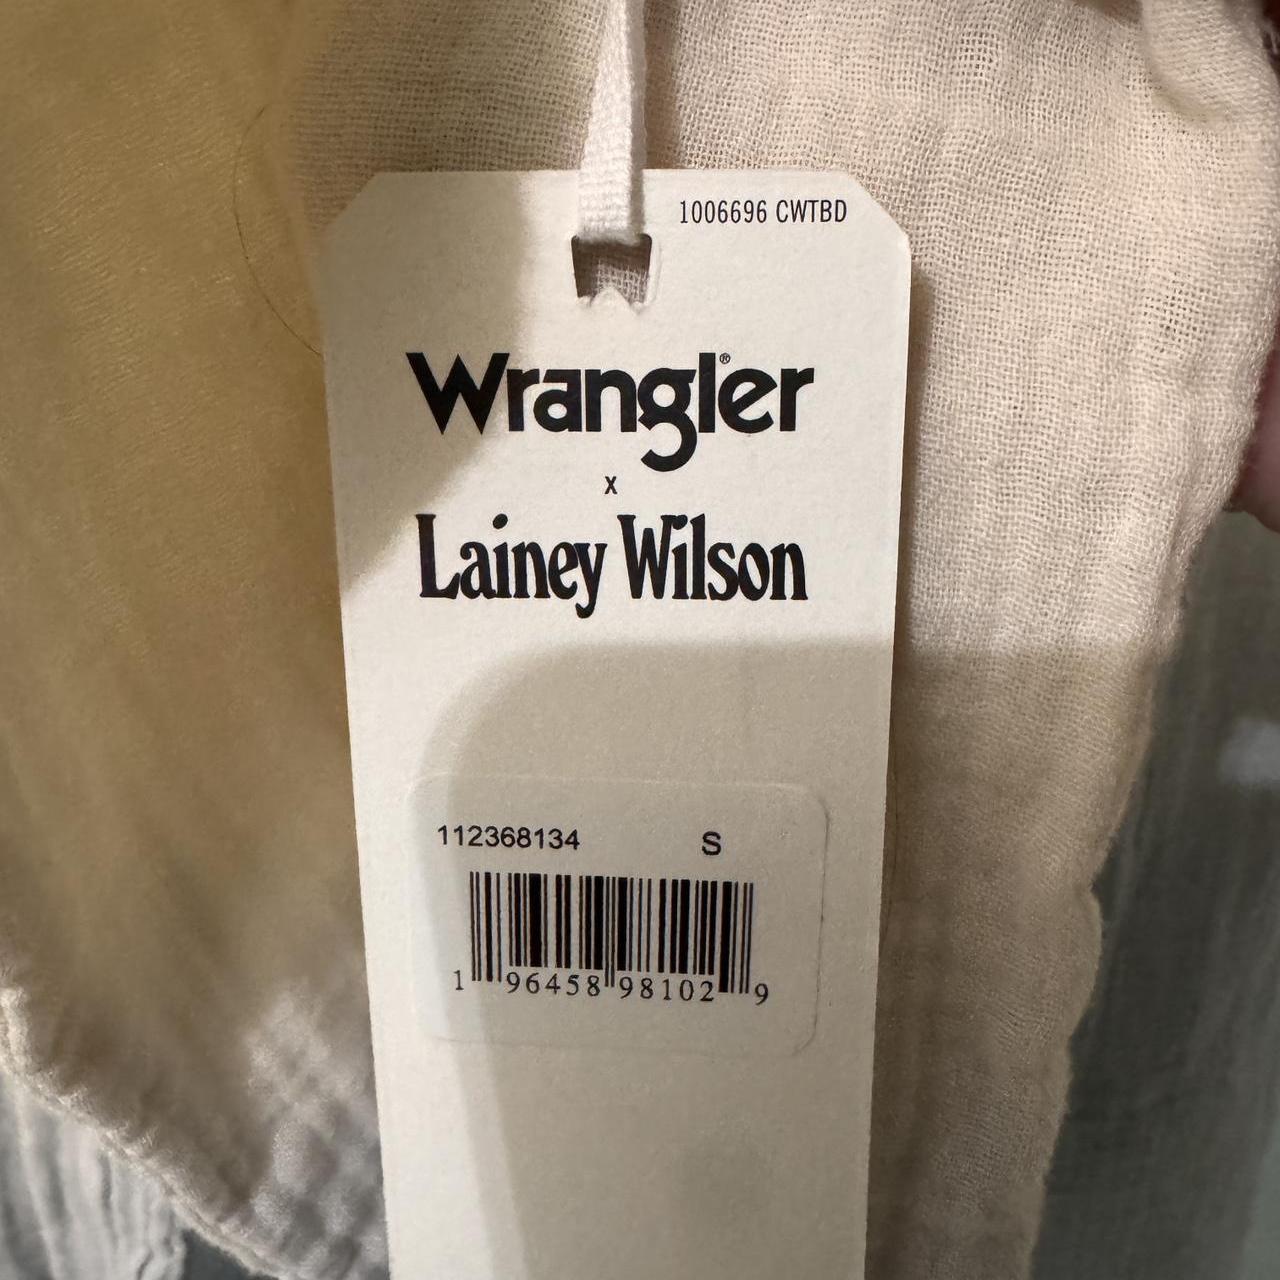 1006696 CWTBD
Wrangler®
x
Lainey Wilson
112368134 S
1 96458 98102 9